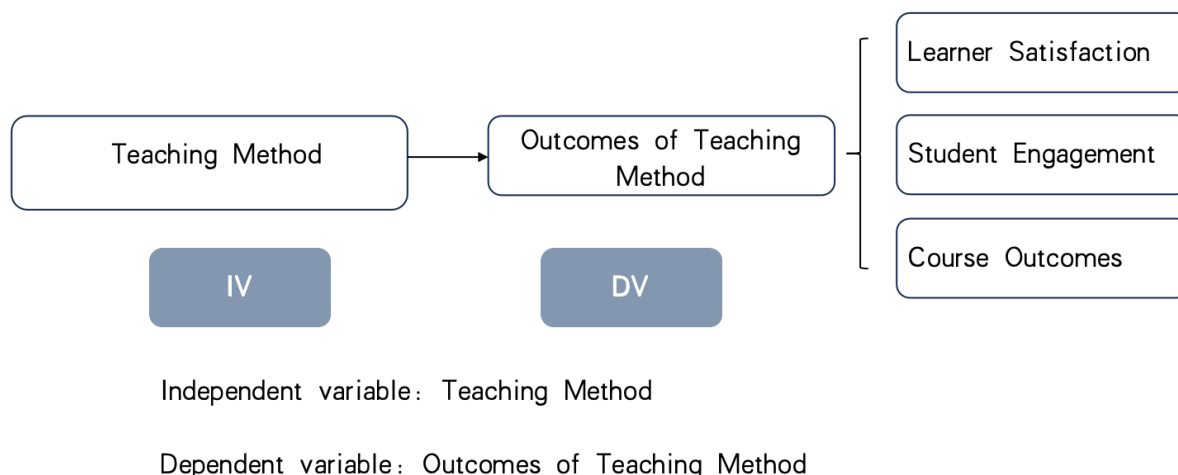 Teaching Method
Outcomes of Teaching
Method
Learner Satisfaction
Student Engagement
Course Outcomes
IV
DV
Independent variable: Teaching Method
Dependent variable: Outcomes of Teaching Method